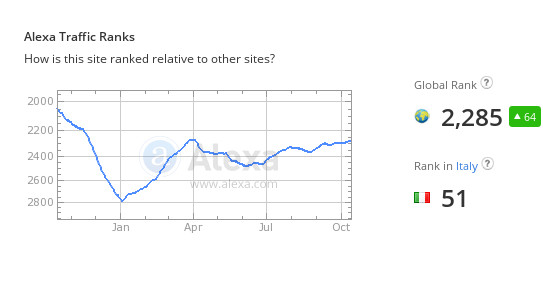 Alexa Traffic Ranks
How is this site ranked relative to other sites?
2000
2200
2400
2600
2800
Jan
Apr
Jul
Oct
a Alexa
www.alexa.com
Global Rank ?
2,285 64
Rank in Italy ?
51